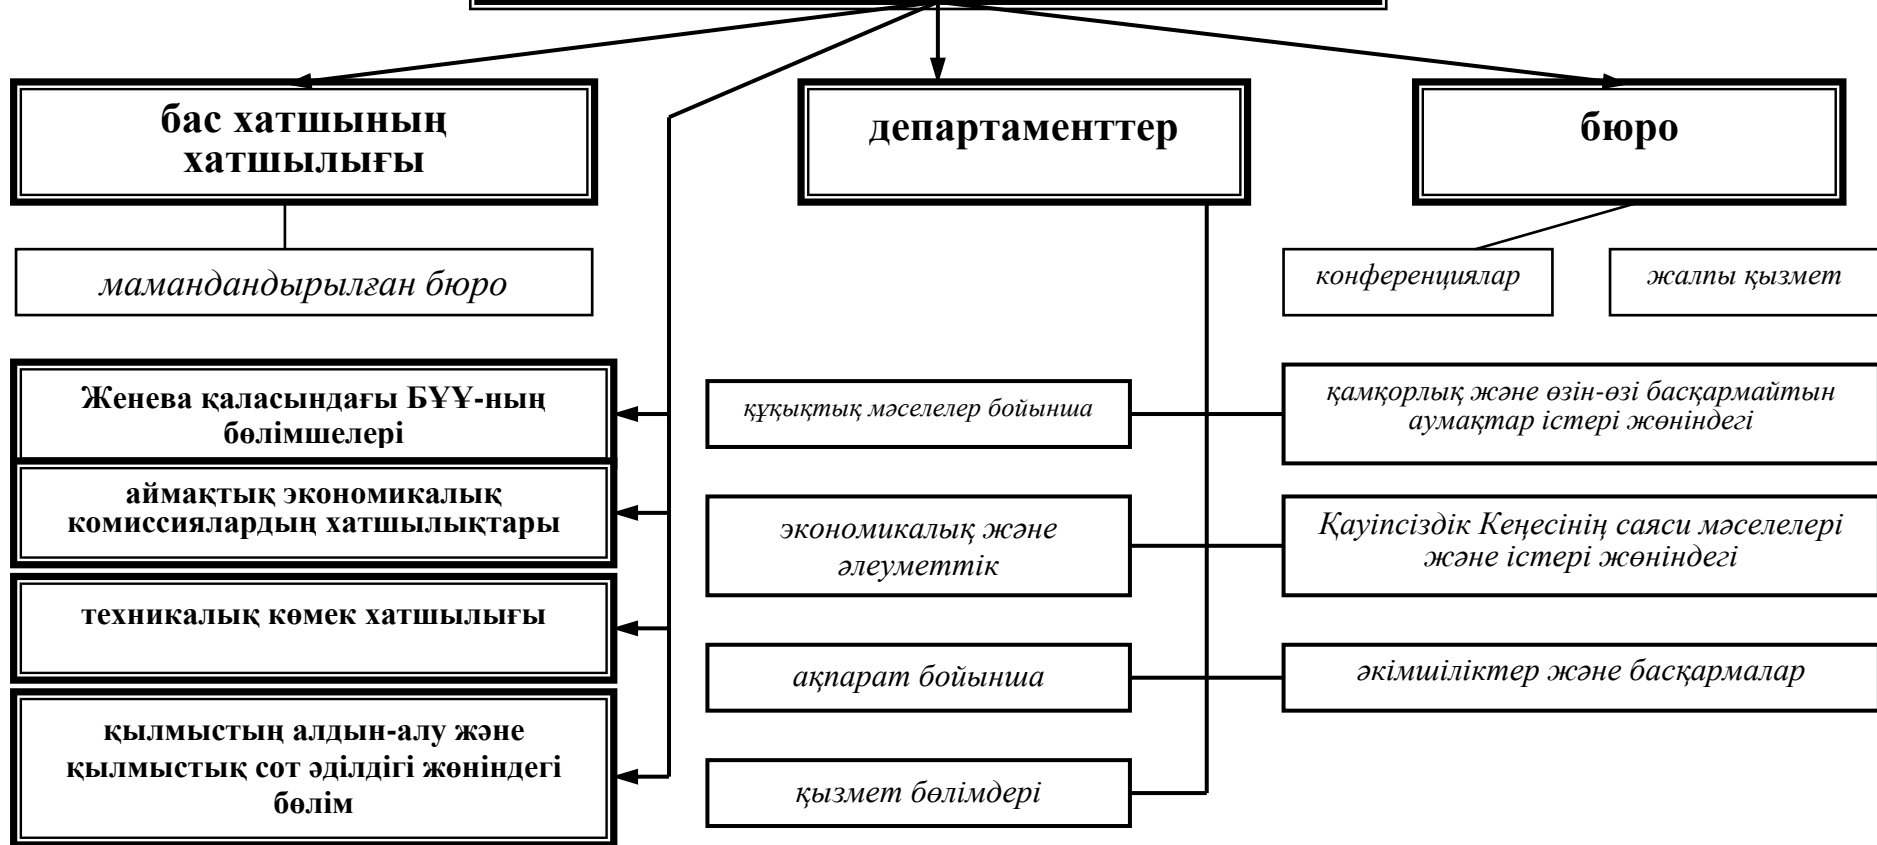 бас хатшының
хатшылығы
департаменттер
бюро
мамандандырылған бюро
конференциялар
жалпы қызмет
Женева қаласындағы БҰҰ-ның
бөлімшелері
аймақтық экономикалық
комиссиялардың хатшылықтары
техникалық көмек хатшылығы
қылмыстың алдын-алу және
қылмыстық сот әділдігі жөніндегі
бөлім
құқықтық мәселелер бойынша
экономикалық және
әлеуметтік
ақпарат бойынша
қызмет бөлімдері
қамқорлық және өзін-өзі басқармайтын
аумақтар істері жөніндегі
Қауіпсіздік Кеңесінің саяси мәселелері
және істері жөніндегі
әкімшіліктер және басқармалар